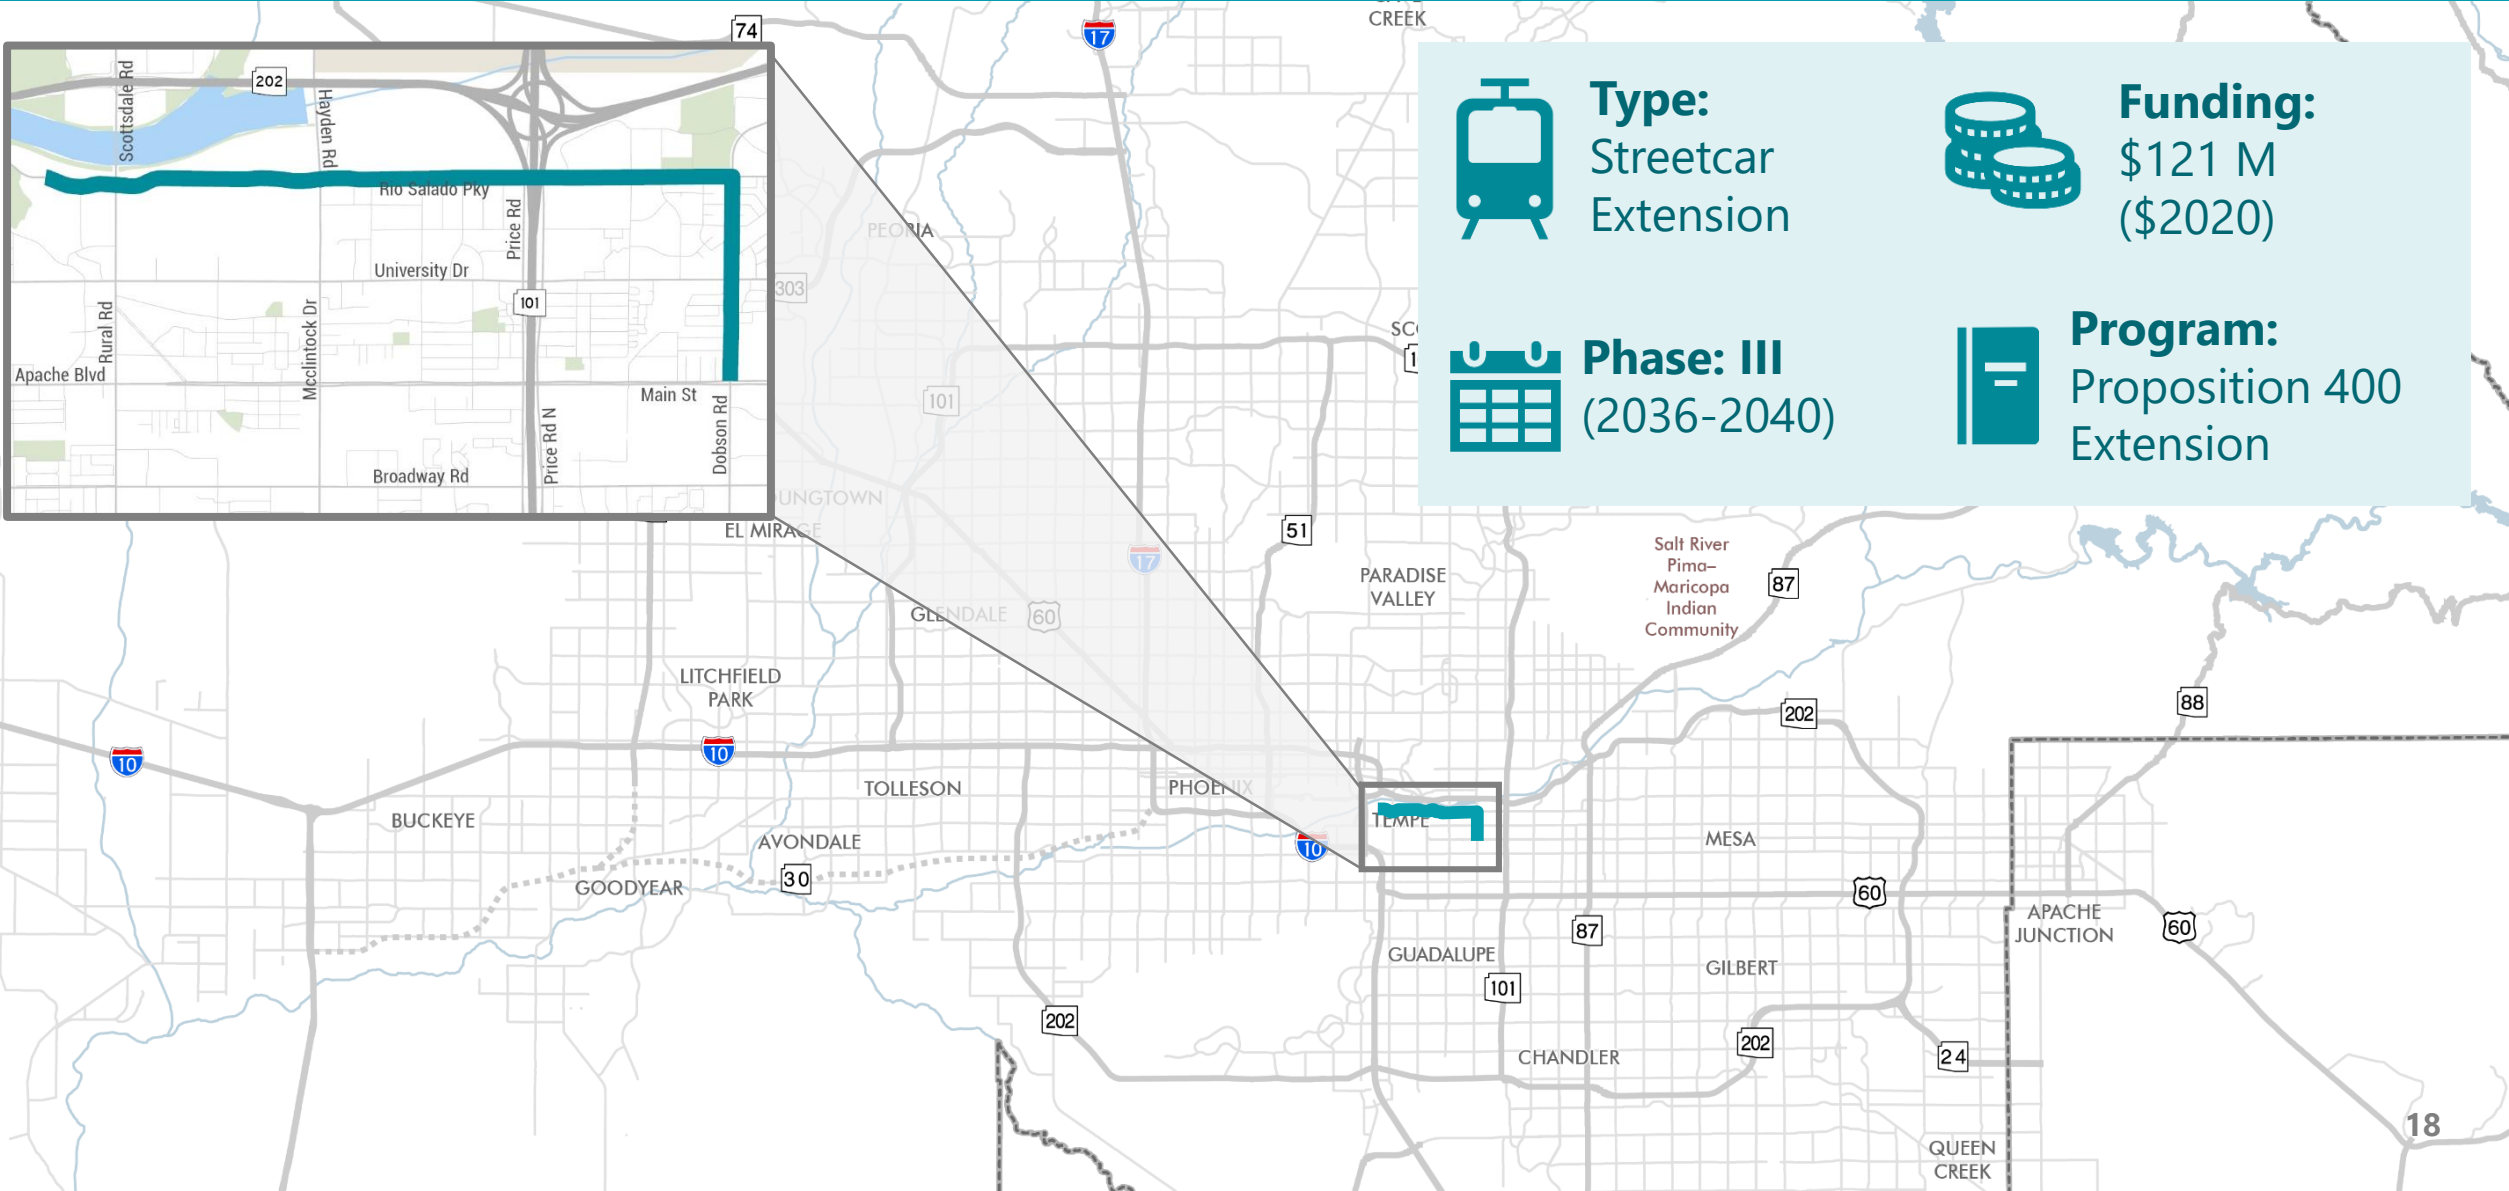 CREEK
74
17
Scottsdale Rd
202
Hayden Rd
Rio Salado Pky
Price Rd
University Dr
101
Rural Rd
Mcclintock Dr
Apache Blvd
Main St
Price Rd N
Dobson Rd
Broadway Rd
Type:
Streetcar
Extension
Funding:
$121 M
($2020)
Phase: III
(2036-2040)
Program:
Proposition 400
Extension
PEORIA
303
101
EL MIRAGE
17
51
GLENDALE
60
PARADISE
VALLEY
Salt River
Pima–
Maricopa
Indian
Community
87
LITCHFIELD
PARK
88
202
10
10
TOLLESON
PHOENIX
BUCKEYE
AVONDALE
TEMPE
10
MESA
30
GOODYEAR
60
APACHE
JUNCTION
60
87
GUADALUPE
GILBERT
101
202
202
24
CHANDLER
18
QUEEN
CREEK